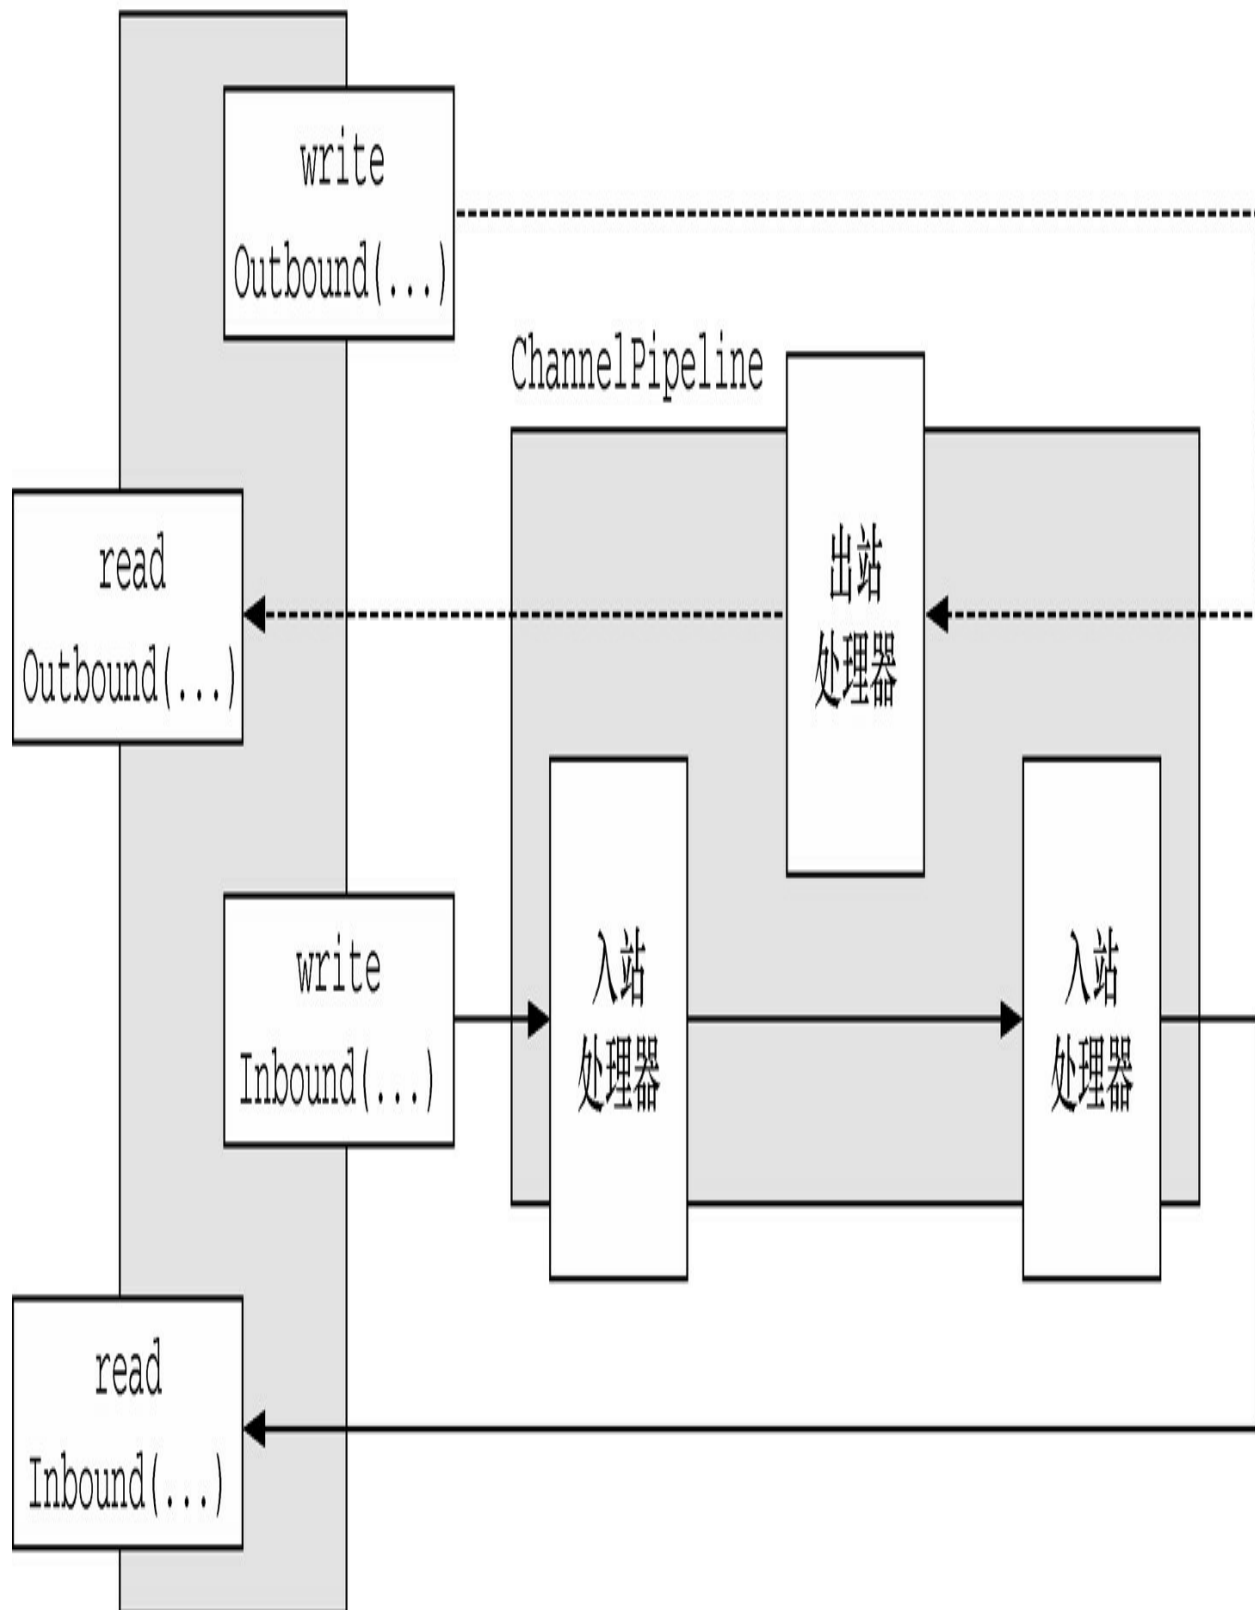 write
Outbound(...)
ChannelPipeline
read
Outbound(...)
出站
处理器
write
Inbound(...)
入站
处理器
入站
处理器
read
Inbound(...)